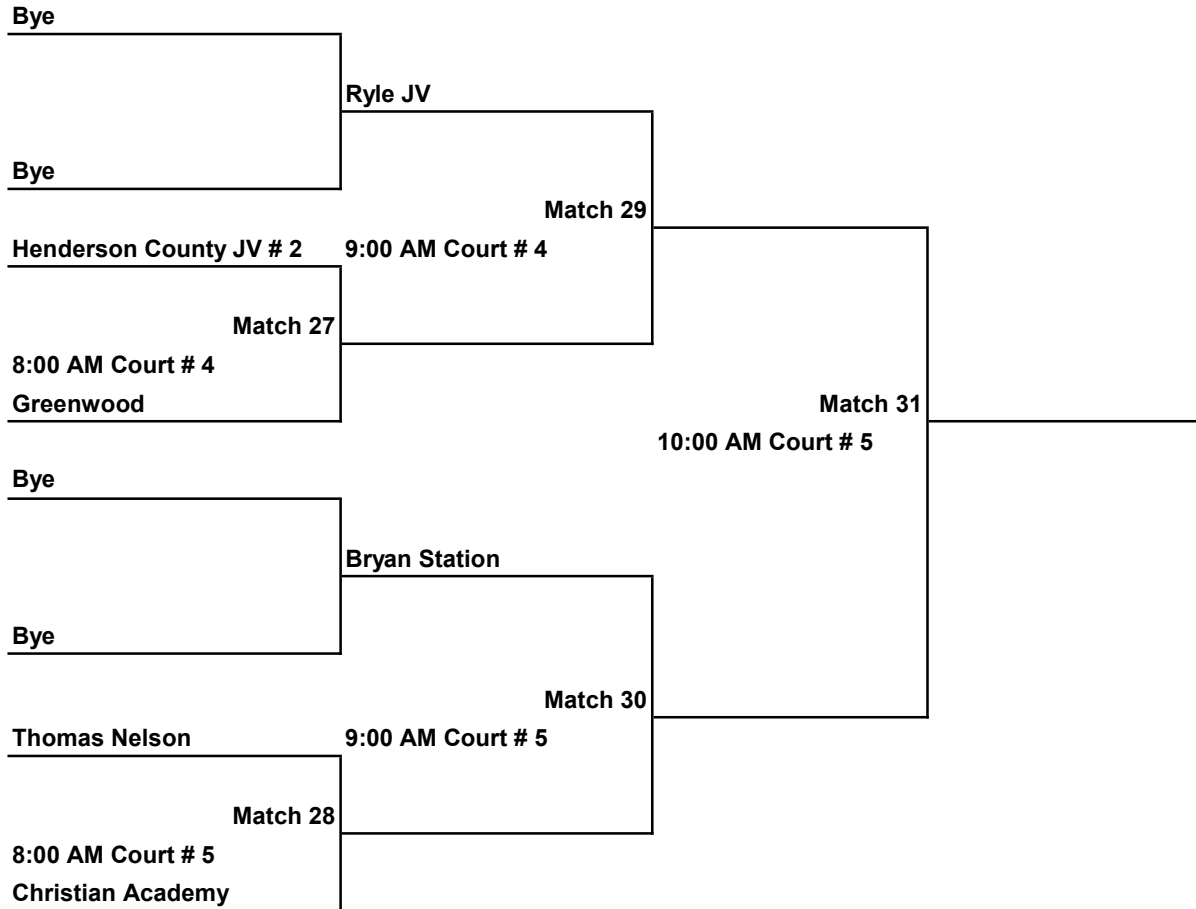 Bye
Ryle JV
Bye
Match 29
Henderson County JV # 2
9:00 AM Court # 4
Match 27
8:00 AM Court # 4
Greenwood
Match 31
10:00 AM Court # 5
Bye
Bryan Station
Bye
Match 30
Thomas Nelson
9:00 AM Court # 5
Match 28
8:00 AM Court # 5
Christian Academy